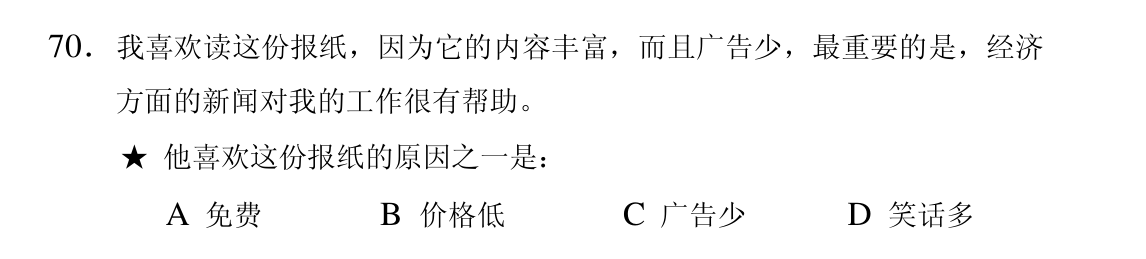 70. 我喜欢读这份报纸，因为它的内容丰富，而且广告少，最重要的是，经济
方面的新闻对我的工作很有帮助。
★ 他喜欢这份报纸的原因之一是：
A 免费 B 价格低 C 广告少 D 笑话多